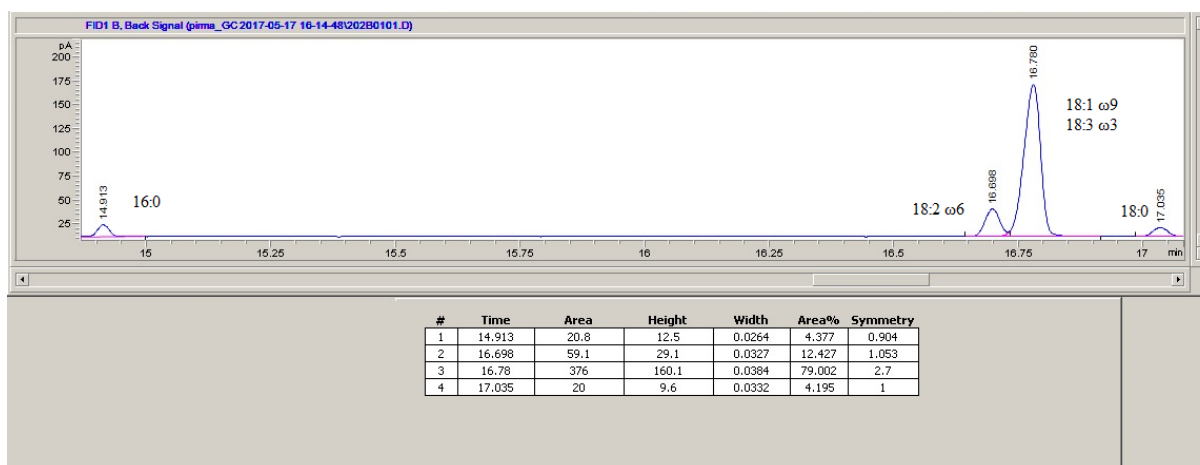 FID1 B, Back Signal (pirma_GC 2017-05-17 16-14-48\202B0101.D)
pA
200
175
150
125
100
75
50
25
14.913
16:0
18:2 ω6
16.698
16.780
18:1 ω9
18:3 ω3
18:0
17.035
15 15.25 15.5 15.75 16 16.25 16.5 16.75 17 min
# Time Area Height Width Area% Symmetry
1 14.913 20.8 12.5 0.0264 4.377 0.904
2 16.698 59.1 29.1 0.0327 12.427 1.053
3 16.78 376 160.1 0.0384 79.002 2.7
4 17.035 20 9.6 0.0332 4.195 1